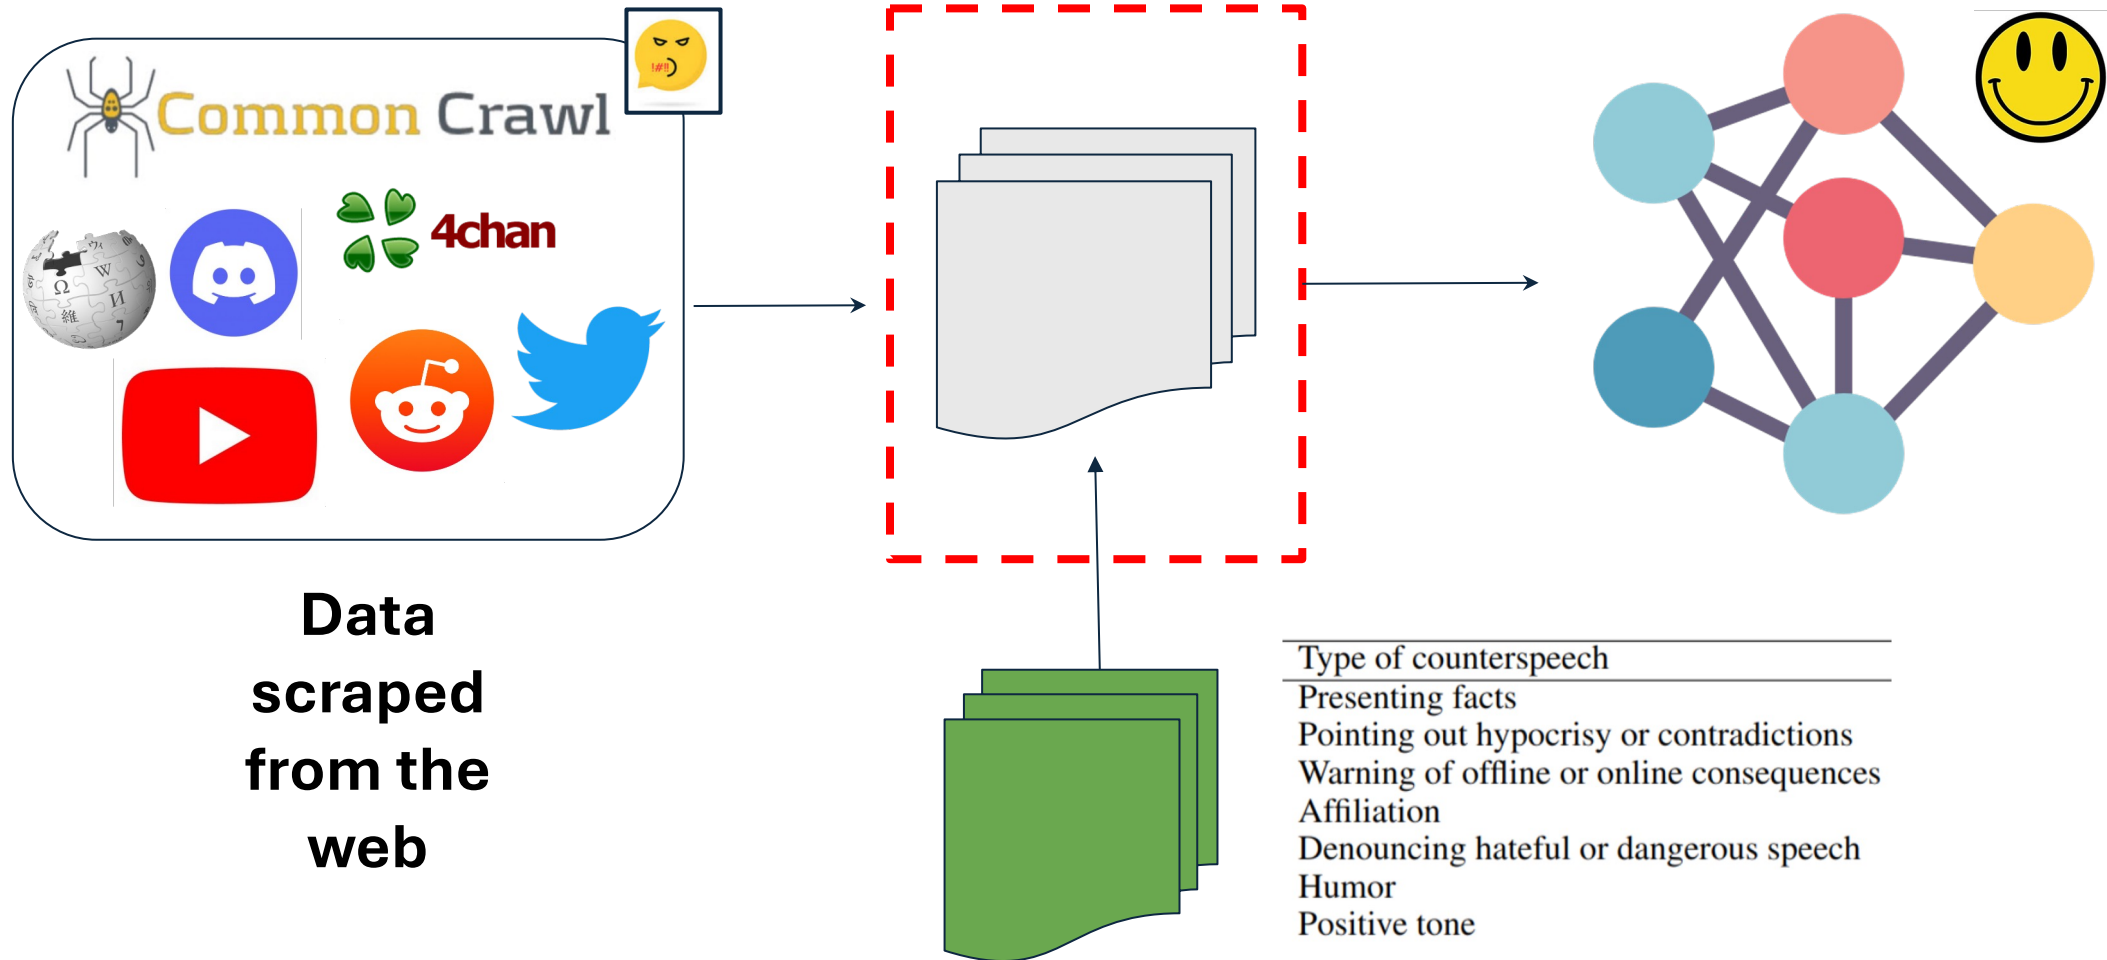 Common Crawl
!#!!
4chan
W
Ω
И
維
Data
scraped
from the
web
Type of counterspeech
Presenting facts
Pointing out hypocrisy or contradictions
Warning of offline or online consequences
Affiliation
Denouncing hateful or dangerous speech
Humor
Positive tone